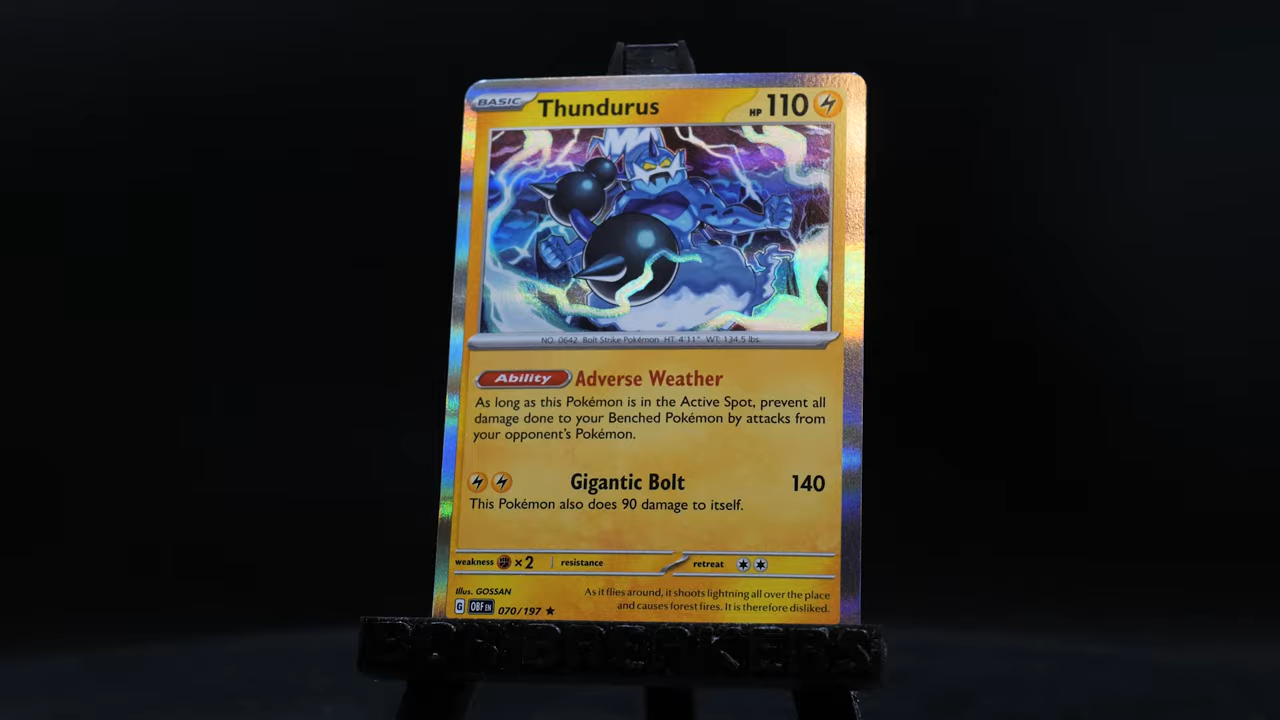 BASIC Thundurus HP 110
NO. 0642 Bolt Strike Pokémon HT: 4'11" WT: 134.5 lbs.
Ability Adverse Weather
As long as this Pokémon is in the Active Spot, prevent all
damage done to your Benched Pokémon by attacks from
your opponent's Pokémon.
Gigantic Bolt 140
This Pokémon also does 90 damage to itself.
weakness ×2 resistance retreat
Illus. GOSSAN
As it flies around, it shoots lightning all over the place
and causes forest fires. It is therefore disliked.
G OBF EN 070/197
BOXBREAKERS